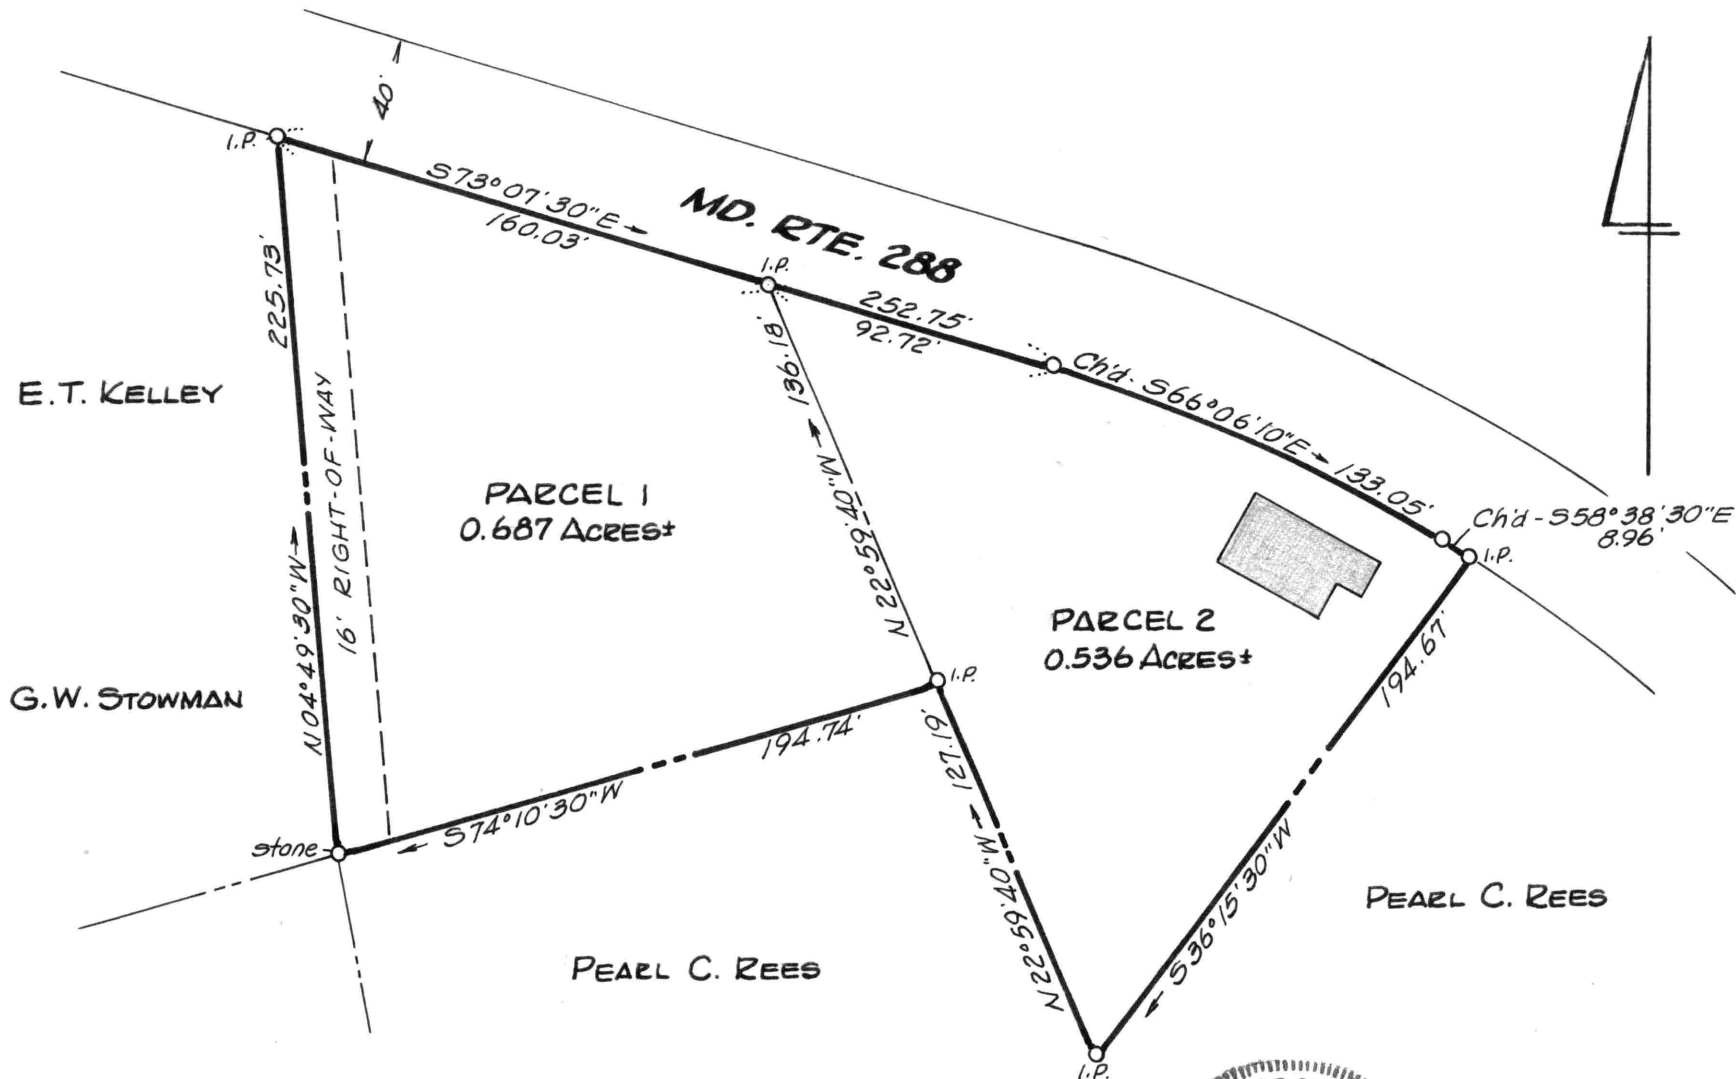 40'
I.P.
S73°07'30"E
160.03'
MD. RTE. 288
I.P.
252.75'
92.72'
Ch'd - S66°06'10"E 133.05'
Ch'd - S58°38'30"E
8.96'
I.P.
E.T. KELLEY
225.73'
N04°49'30"W
16' RIGHT-OF-WAY
PARCEL 1
0.687 ACRES±
N22°59'40"W 136.18'
PARCEL 2
0.536 ACRES±
194.67'
S36°15'30"W
G.W. STOWMAN
I.P.
194.74'
S74°10'30"W
127.19'
N22°59'40"W
stone
PEARL C. REES
PEARL C. REES
I.P.